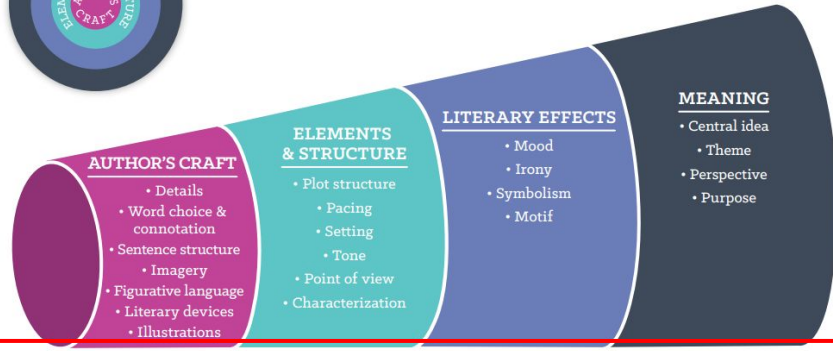 ELEM
CRAFT
URE
AUTHOR'S CRAFT
• Details
• Word choice &
connotation
• Sentence structure
• Imagery
• Figurative language
• Literary devices
• Illustrations
ELEMENTS
& STRUCTURE
• Plot structure
• Pacing
• Setting
• Tone
• Point of view
• Characterization
LITERARY EFFECTS
• Mood
• Irony
• Symbolism
• Motif
MEANING
• Central idea
• Theme
• Perspective
• Purpose